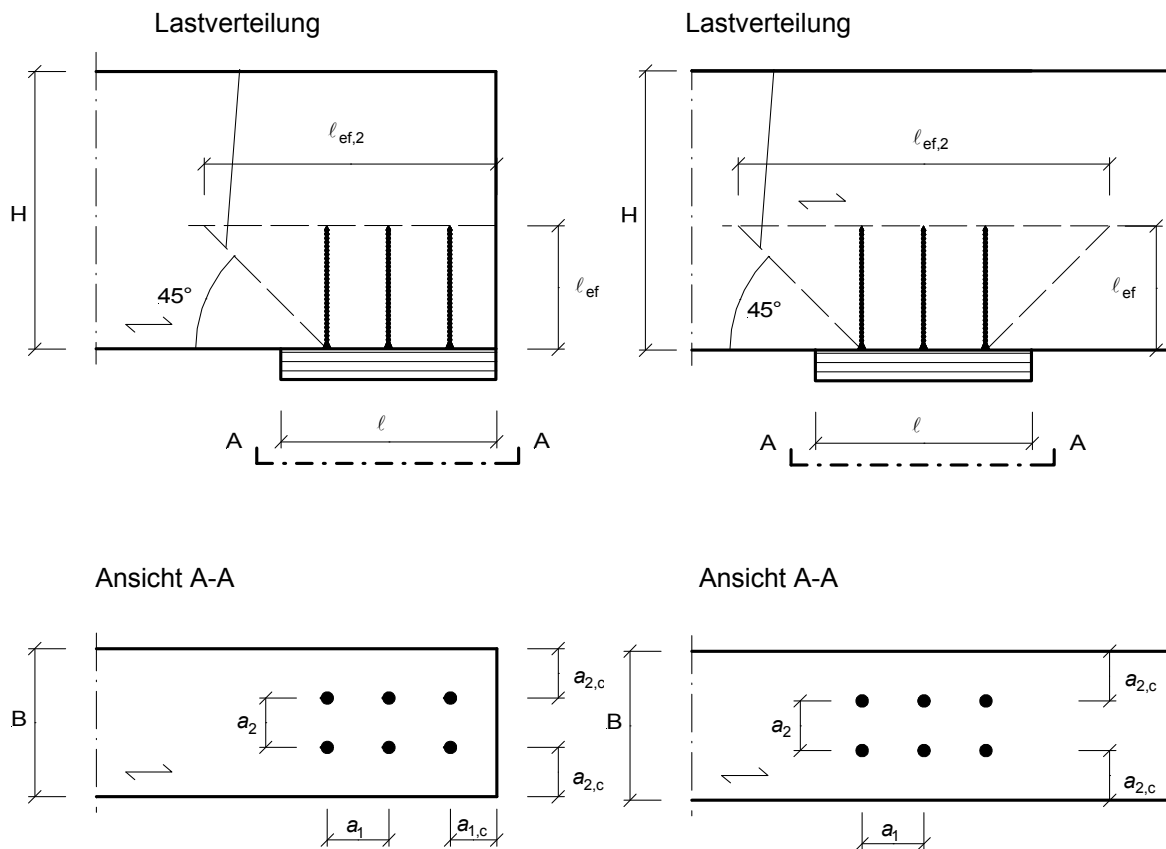 Lastverteilung
H
ℓef,2
45°
ℓef
ℓ
A
A
Lastverteilung
H
ℓef,2
45°
ℓef
ℓ
A
A
Ansicht A-A
B
a2
a2,c
a2,c
a1
a1,c
Ansicht A-A
B
a2
a2,c
a2,c
a1